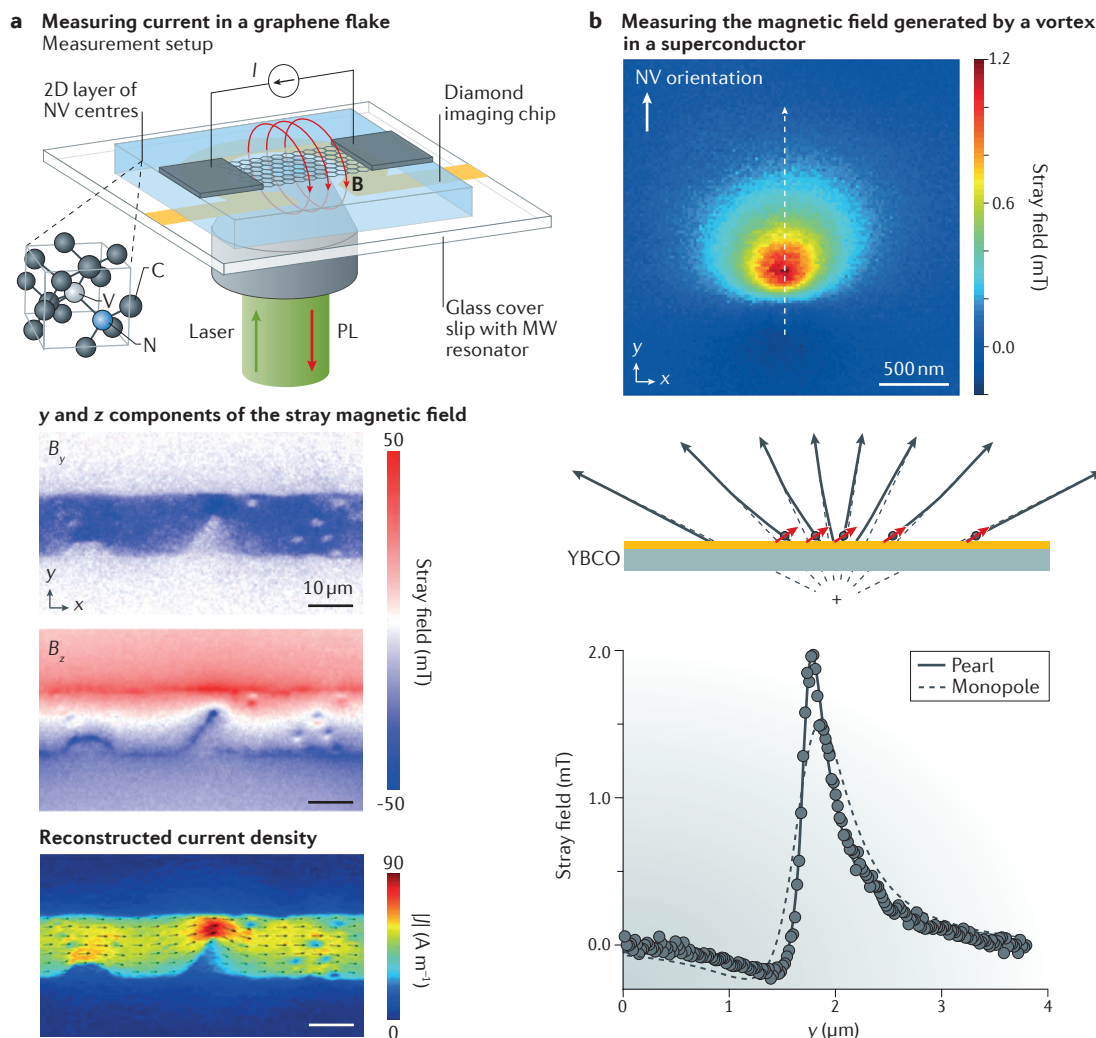 a Measuring current in a graphene flake
Measurement setup
I
2D layer of
NV centres
Diamond
imaging chip
B
C
V
N
Laser
PL
Glass cover
slip with MW
resonator
y and z components of the stray magnetic field
50
By
y
x
10 μm
Bz
Stray field (mT)
-50
Reconstructed current density
90
|J| (A m⁻¹)
0
b Measuring the magnetic field generated by a vortex
in a superconductor
NV orientation
y
x
500 nm
1.2
0.6
0.0
Stray field (mT)
YBCO
+
2.0
1.0
0.0
Stray field (mT)
Pearl
Monopole
0
1
2
3
4
y (μm)